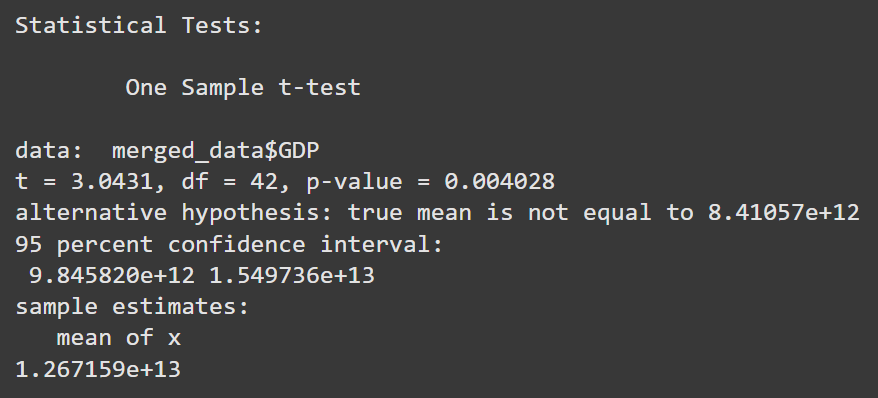 Statistical Tests:
One Sample t-test
data:  merged_data$GDP
t = 3.0431, df = 42, p-value = 0.004028
alternative hypothesis: true mean is not equal to 8.41057e+12
95 percent confidence interval:
 9.845820e+12 1.549736e+13
sample estimates:
   mean of x
1.267159e+13